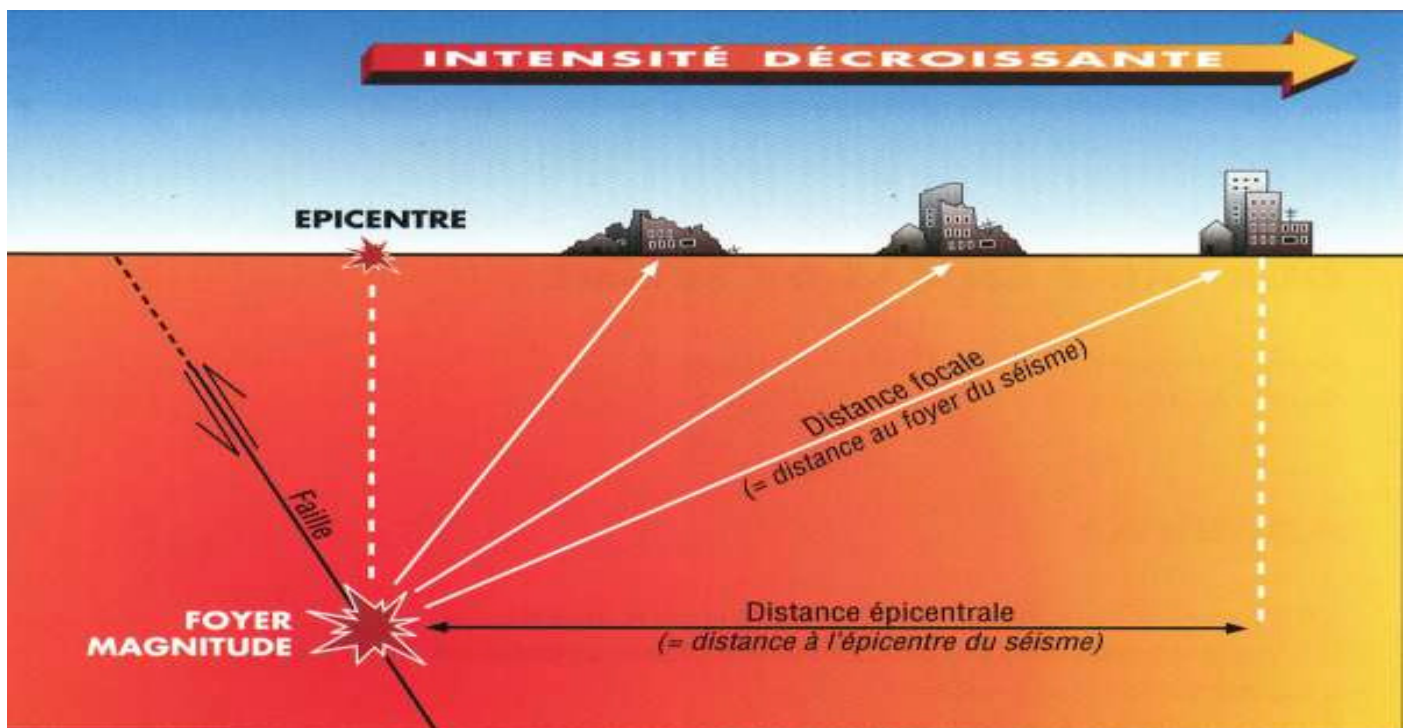 INTENSITÉ DÉCROISSANTE
EPICENTRE
Distance focale
(= distance au foyer du séisme)
Faille
FOYER
MAGNITUDE
Distance épicentrale
(= distance à l'épicentre du séisme)